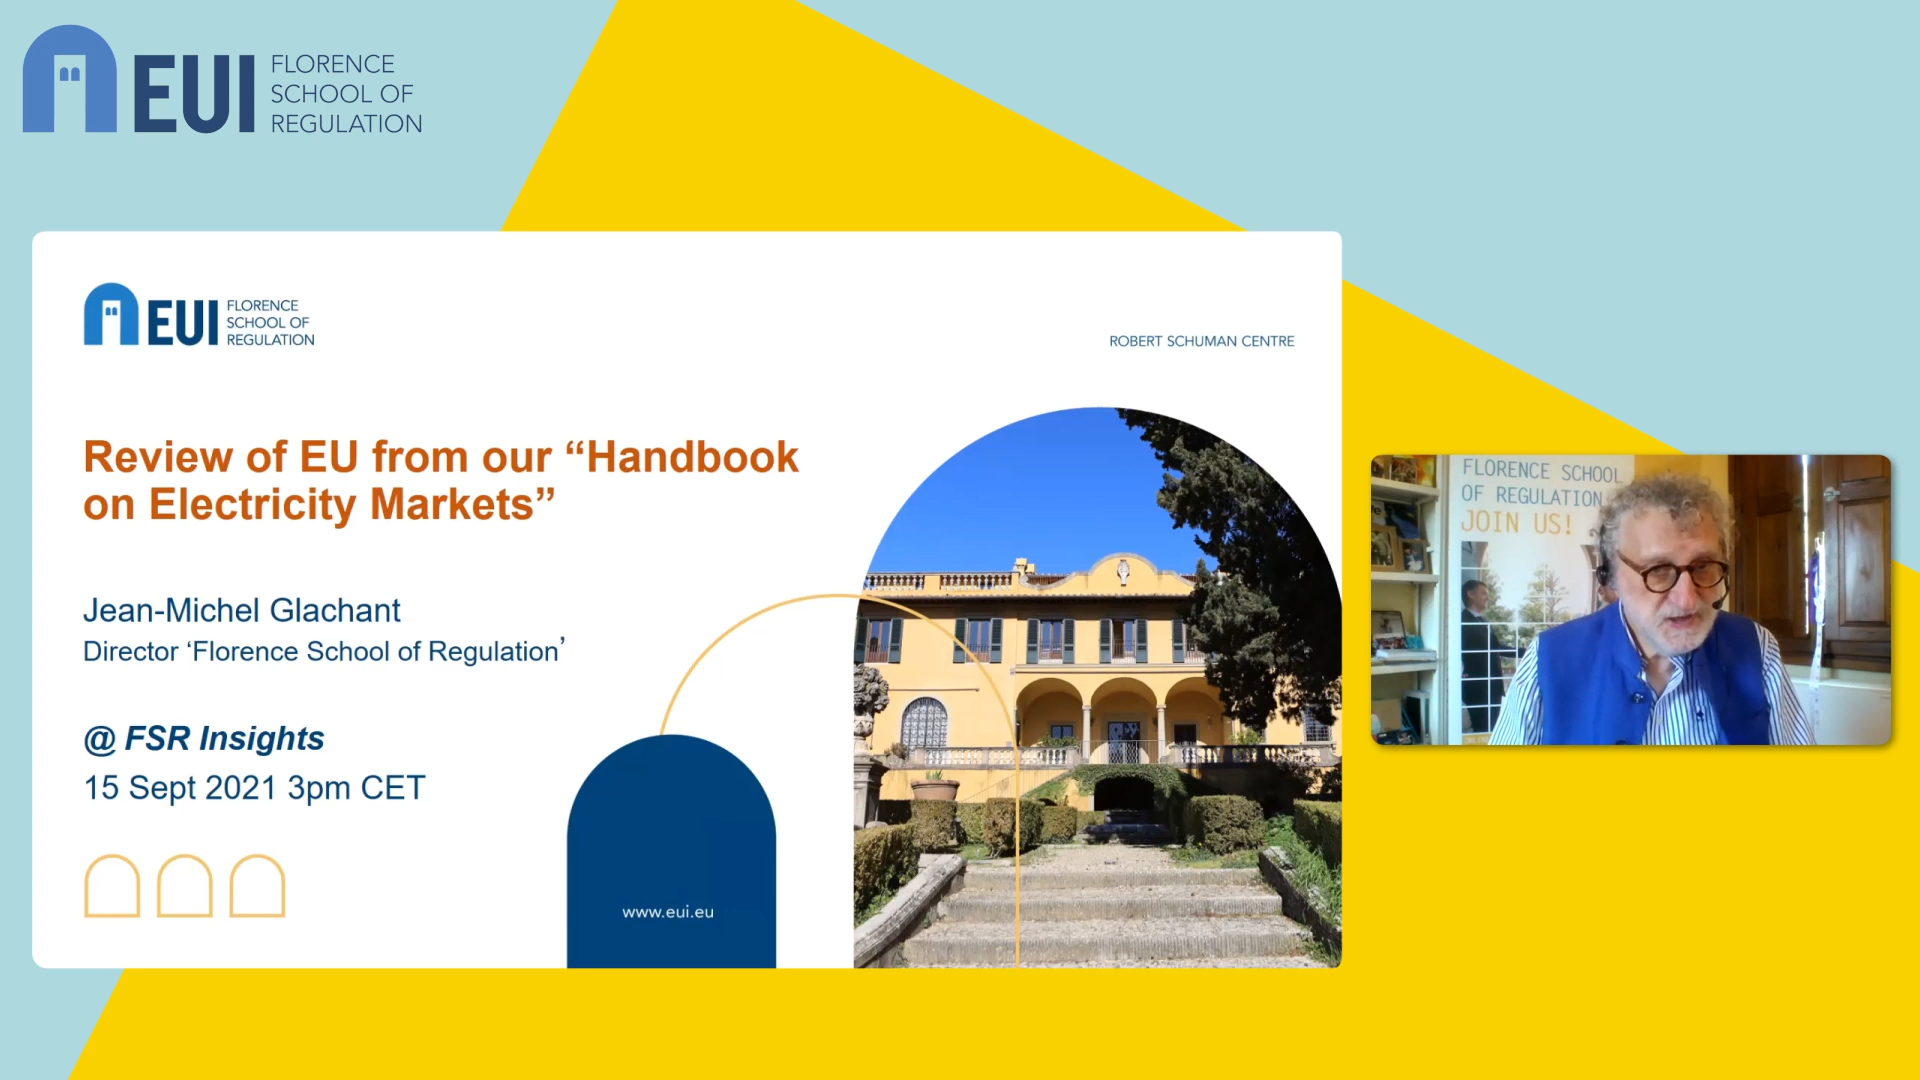 EUI
FLORENCE
SCHOOL OF
REGULATION
EUI
FLORENCE
SCHOOL OF
REGULATION
ROBERT SCHUMAN CENTRE
Review of EU from our “Handbook
on Electricity Markets”
Jean-Michel Glachant
Director ‘Florence School of Regulation’
@ FSR Insights
15 Sept 2021 3pm CET
www.eui.eu
FLORENCE SCHOOL
OF REGULATION
JOIN US!